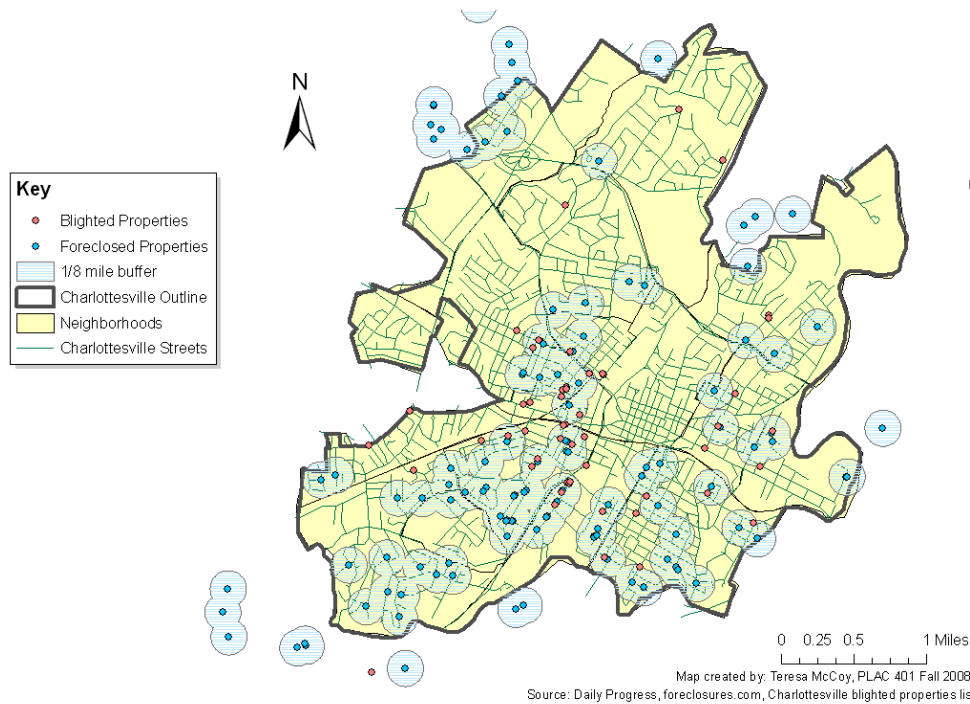 N
Key
Blighted Properties
Foreclosed Properties
1/8 mile buffer
Charlottesville Outline
Neighborhoods
Charlottesville Streets
0 0.25 0.5 1 Miles
Map created by: Teresa McCoy, PLAC 401 Fall 2008
Source: Daily Progress, foreclosures.com, Charlottesville blighted properties lis